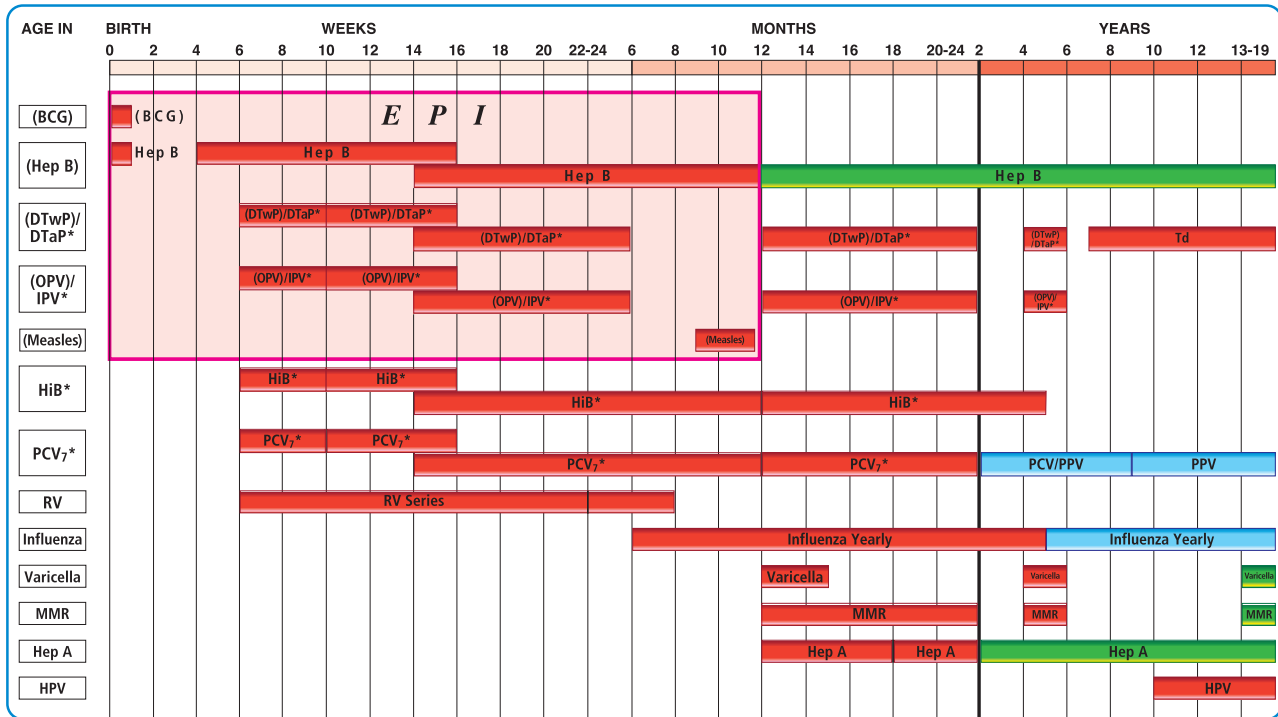 AGE IN BIRTH WEEKS MONTHS YEARS
0 2 4 6 8 10 12 14 16 18 20 22-24 6 8 10 12 14 16 18 20-24 2 4 6 8 10 12 13-19
(BCG) (BCG) E P I
(Hep B) Hep B Hep B
Hep B Hep B
(DTwP)/
DTaP*
(DTwP)/DTaP* (DTwP)/DTaP*
(DTwP)/DTaP* (DTwP)/DTaP*
(DTwP)
/DTaP*
Td
(OPV)/
IPV*
(OPV)/IPV* (OPV)/IPV*
(OPV)/IPV* (OPV)/IPV*
(OPV)/
IPV*
(Measles) (Measles)
HiB* HiB* HiB*
HiB* HiB*
PCV₇* PCV₇* PCV₇*
PCV₇* PCV₇* PCV/PPV PPV
RV RV Series
Influenza Influenza Yearly Influenza Yearly
Varicella Varicella Varicella Varicella
MMR MMR MMR MMR
Hep A Hep A Hep A Hep A
HPV HPV